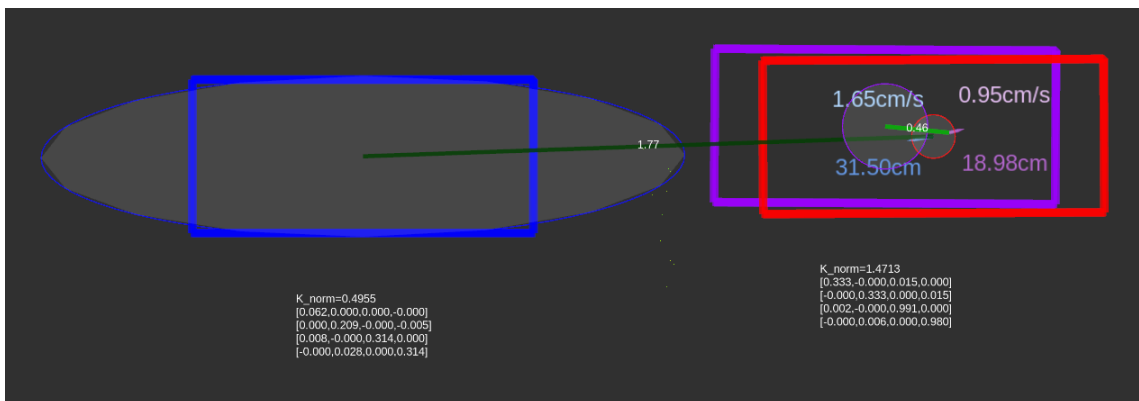 1.65cm/s
0.95cm/s
0.46
1.77
31.50cm
18.98cm
K_norm=1.4713
[0.333,-0.000,0.015,0.000]
[-0.000,0.333,0.000,0.015]
[0.002,-0.000,0.991,0.000]
[-0.000,0.006,0.000,0.980]
K_norm=0.4955
[0.062,0.000,0.000,-0.000]
[0.000,0.209,-0.000,-0.005]
[0.008,-0.000,0.314,0.000]
[-0.000,0.028,0.000,0.314]